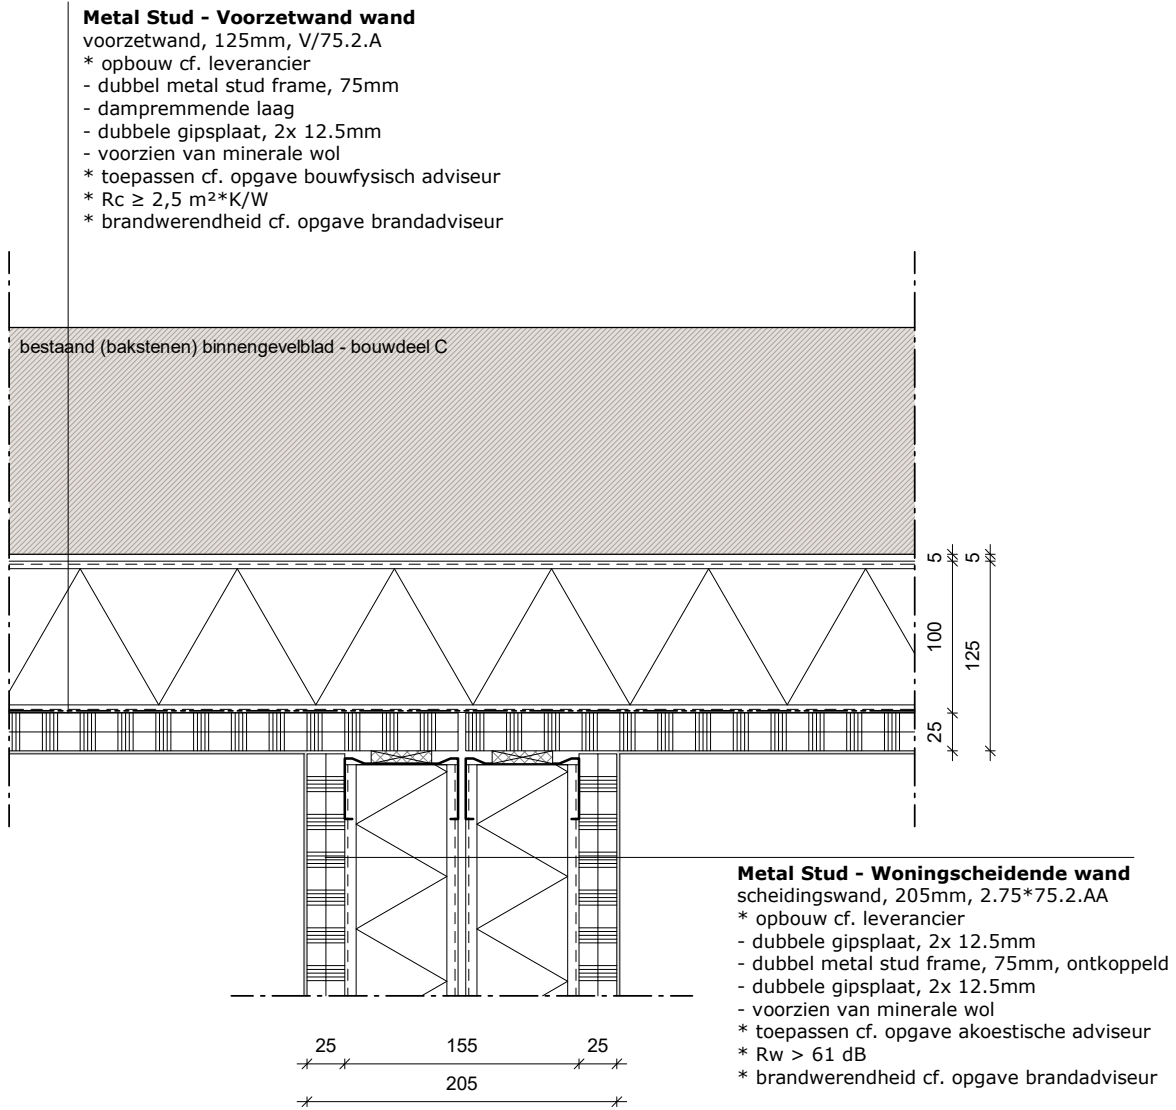 Metal Stud - Voorzetwand wand
voorzetwand, 125mm, V/75.2.A
* opbouw cf. leverancier
- dubbel metal stud frame, 75mm
- dampremmende laag
- dubbele gipsplaat, 2x 12.5mm
- voorzien van minerale wol
* toepassen cf. opgave bouwfysisch adviseur
* Rc ≥ 2,5 m²*K/W
* brandwerendheid cf. opgave brandadviseur
bestaand (bakstenen) binnengevelblad - bouwdeel C
5 5
100
125
25
Metal Stud - Woningscheidende wand
scheidingswand, 205mm, 2.75*75.2.AA
* opbouw cf. leverancier
- dubbele gipsplaat, 2x 12.5mm
- dubbel metal stud frame, 75mm, ontkoppeld
- dubbele gipsplaat, 2x 12.5mm
- voorzien van minerale wol
* toepassen cf. opgave akoestische adviseur
* Rw > 61 dB
* brandwerendheid cf. opgave brandadviseur
25 155 25
205